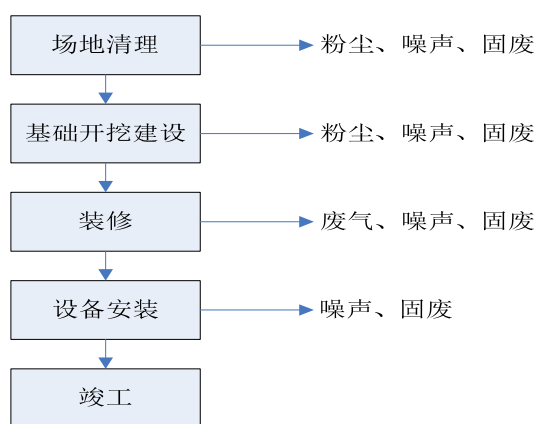 场地清理 粉尘、噪声、固废
基础开挖建设 粉尘、噪声、固废
装修 废气、噪声、固废
设备安装 噪声、固废
竣工